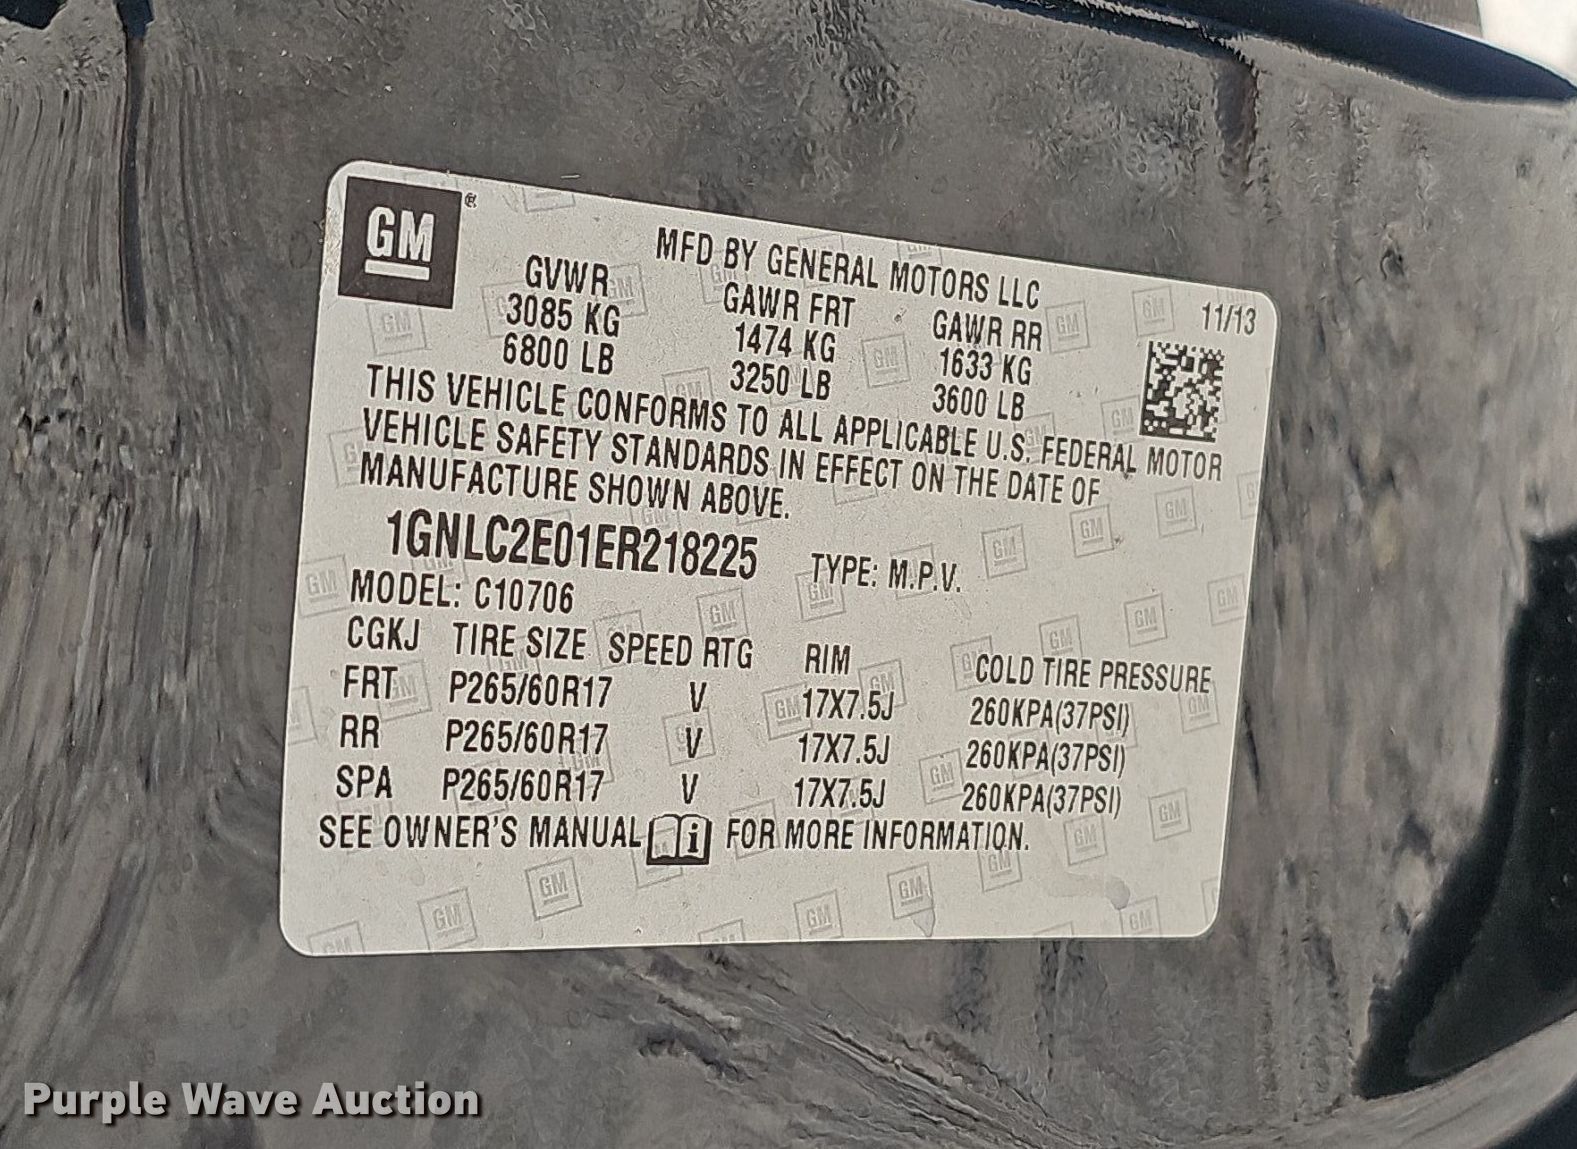 GM®
MFD BY GENERAL MOTORS LLC
11/13
GVWR GAWR FRT GAWR RR
3085 KG 1474 KG 1633 KG
6800 LB 3250 LB 3600 LB
THIS VEHICLE CONFORMS TO ALL APPLICABLE U.S. FEDERAL MOTOR
VEHICLE SAFETY STANDARDS IN EFFECT ON THE DATE OF
MANUFACTURE SHOWN ABOVE.
1GNLC2E01ER218225 TYPE: M.P.V.
MODEL: C10706
CGKJ TIRE SIZE SPEED RTG RIM COLD TIRE PRESSURE
FRT P265/60R17 V 17X7.5J 260KPA(37PSI)
RR P265/60R17 V 17X7.5J 260KPA(37PSI)
SPA P265/60R17 V 17X7.5J 260KPA(37PSI)
SEE OWNER'S MANUAL i FOR MORE INFORMATION.
Purple Wave Auction